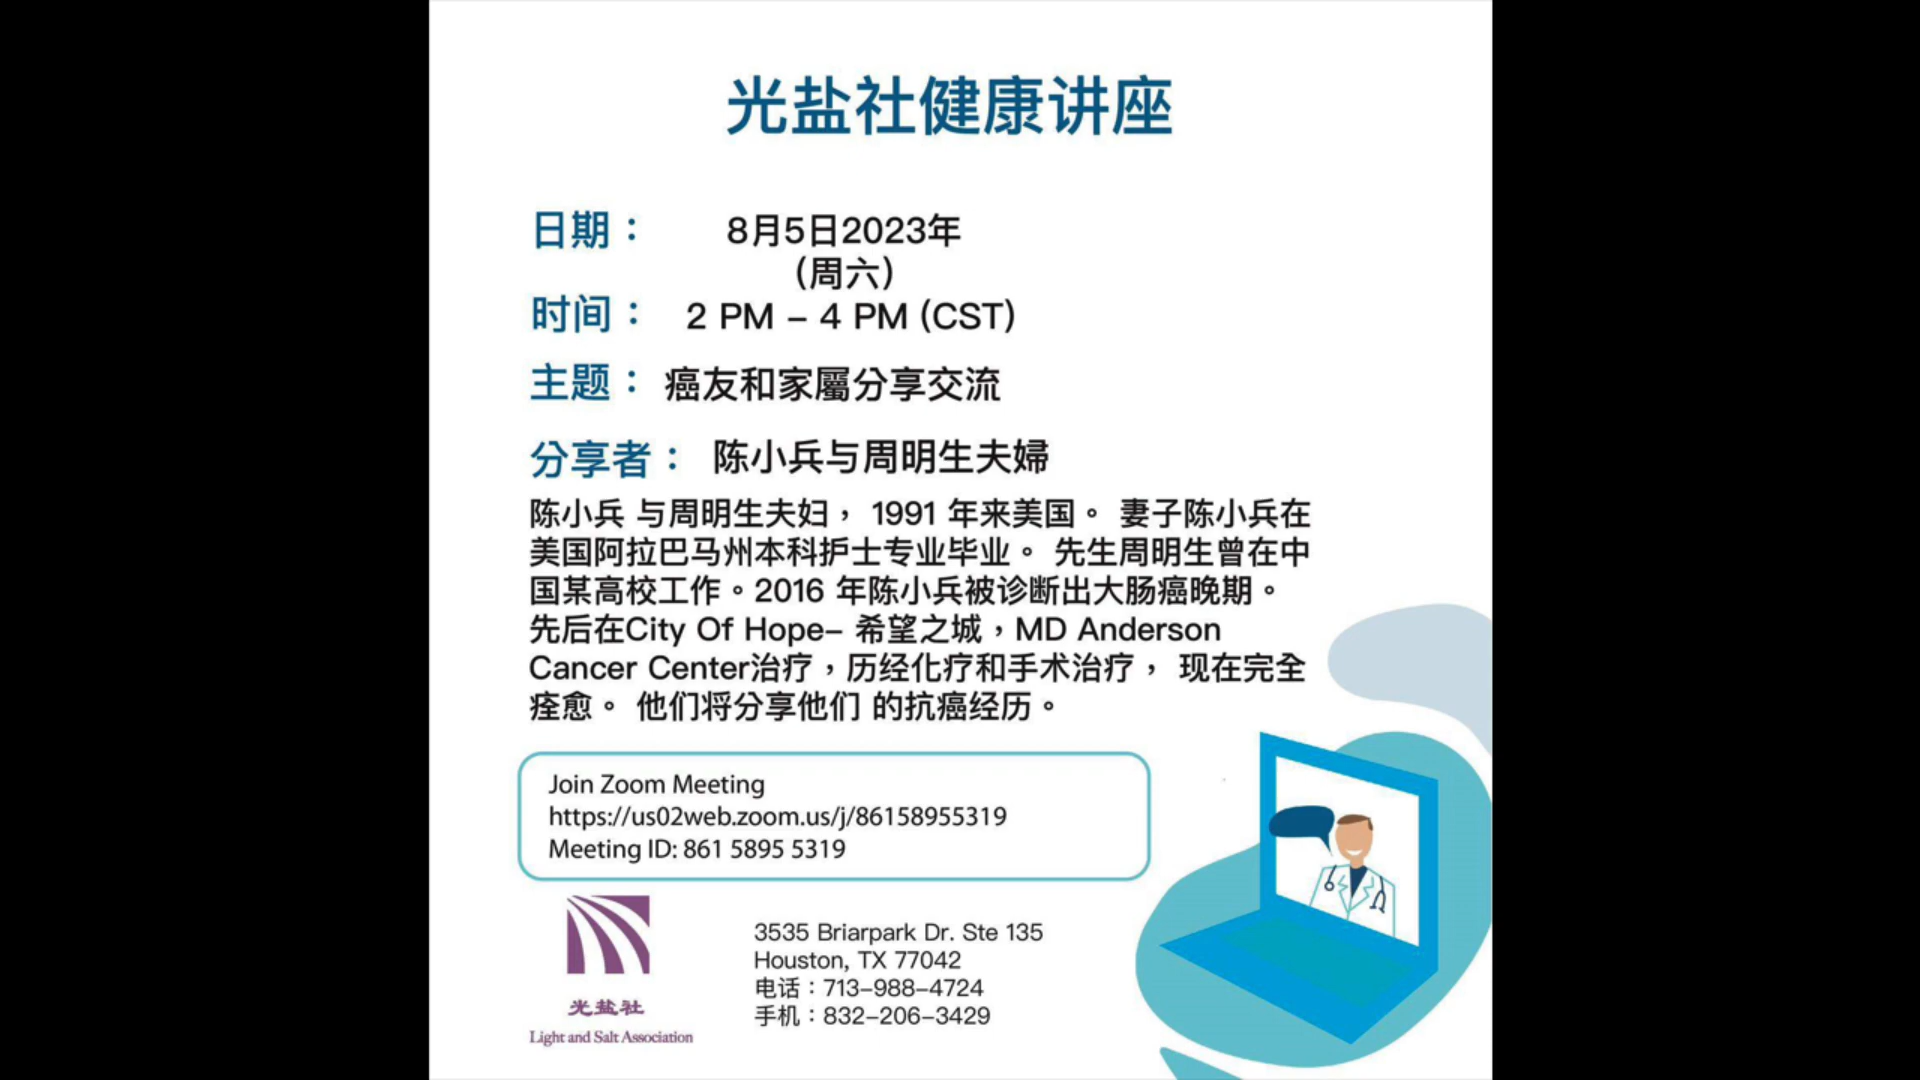 光盐社健康讲座
日期： 8月5日2023年
(周六)
时间： 2 PM – 4 PM (CST)
主题： 癌友和家屬分享交流
分享者： 陈小兵与周明生夫婦
陈小兵 与周明生夫妇， 1991 年来美国。 妻子陈小兵在
美国阿拉巴马州本科护士专业毕业。 先生周明生曾在中
国某高校工作。2016 年陈小兵被诊断出大肠癌晚期。
先后在City Of Hope– 希望之城，MD Anderson
Cancer Center治疗，历经化疗和手术治疗， 现在完全
痊愈。 他们将分享他们 的抗癌经历。
Join Zoom Meeting
https://us02web.zoom.us/j/86158955319
Meeting ID: 861 5895 5319
光盐社
Light and Salt Association
3535 Briarpark Dr. Ste 135
Houston, TX 77042
电话：713–988–4724
手机：832–206–3429